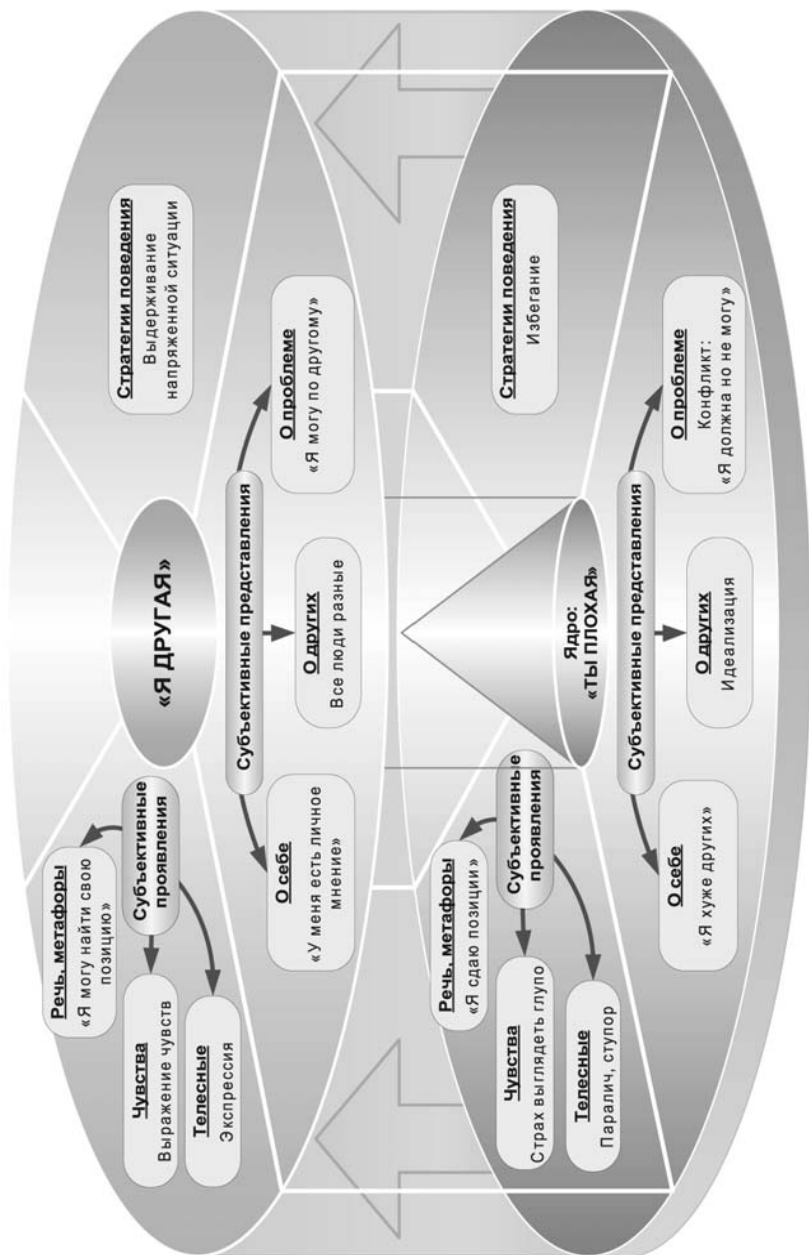 «Я ДРУГАЯ»
Субъективные
проявления
Речь, метафоры
«Я могу найти свою
позицию»
Чувства
Выражение чувств
Телесные
Экспрессия
Стратегии поведения
Выдерживание
напряженной ситуации
Субъективные представления
О себе
«У меня есть личное
мнение»
О других
Все люди разные
О проблеме
«Я могу по другому»
Ядро:
«ТЫ ПЛОХАЯ»
Субъективные
проявления
Речь, метафоры
«Я сдаю позиции»
Чувства
Страх выглядеть глупо
Телесные
Паралич, ступор
Стратегии поведения
Избегание
Субъективные представления
О себе
«Я хуже других»
О других
Идеализация
О проблеме
Конфликт:
«Я должна но не могу»